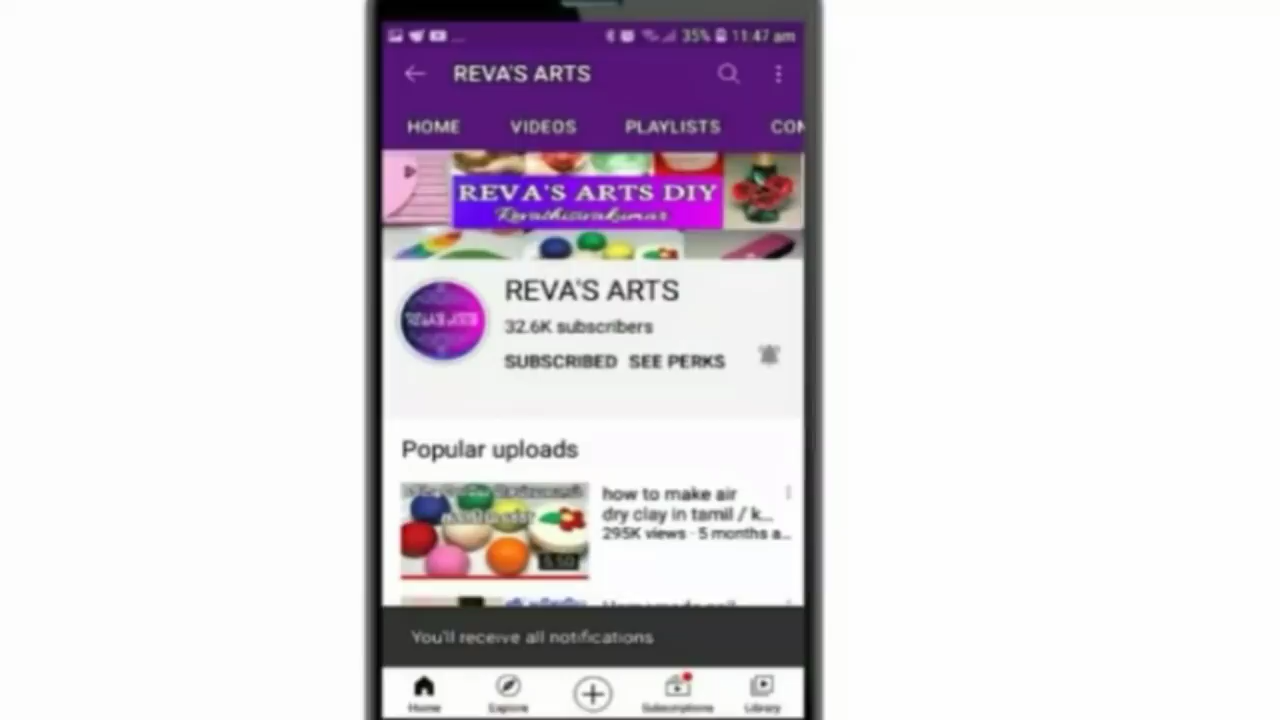 35% 11:47 am
REVA'S ARTS
HOME VIDEOS PLAYLISTS CON
REVA'S ARTS DIY
Revathisivakumar
REVA'S ARTS
32.6K subscribers
SUBSCRIBED SEE PERKS
Popular uploads
how to make air
dry clay in tamil / k...
295K views · 5 months a...
5:50
You'll receive all notifications
Home Explore Subscriptions Library